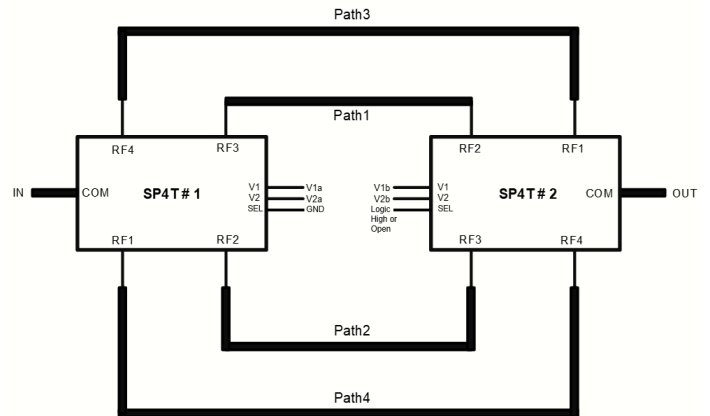 Path3
Path1
RF4 RF3
RF2 RF1
IN COM SP4T# 1 V1 V1a
V2 V2a
SEL GND
V1b V1
V2b V2
Logic High or Open SEL
SP4T# 2 COM OUT
RF1 RF2
RF3 RF4
Path2
Path4